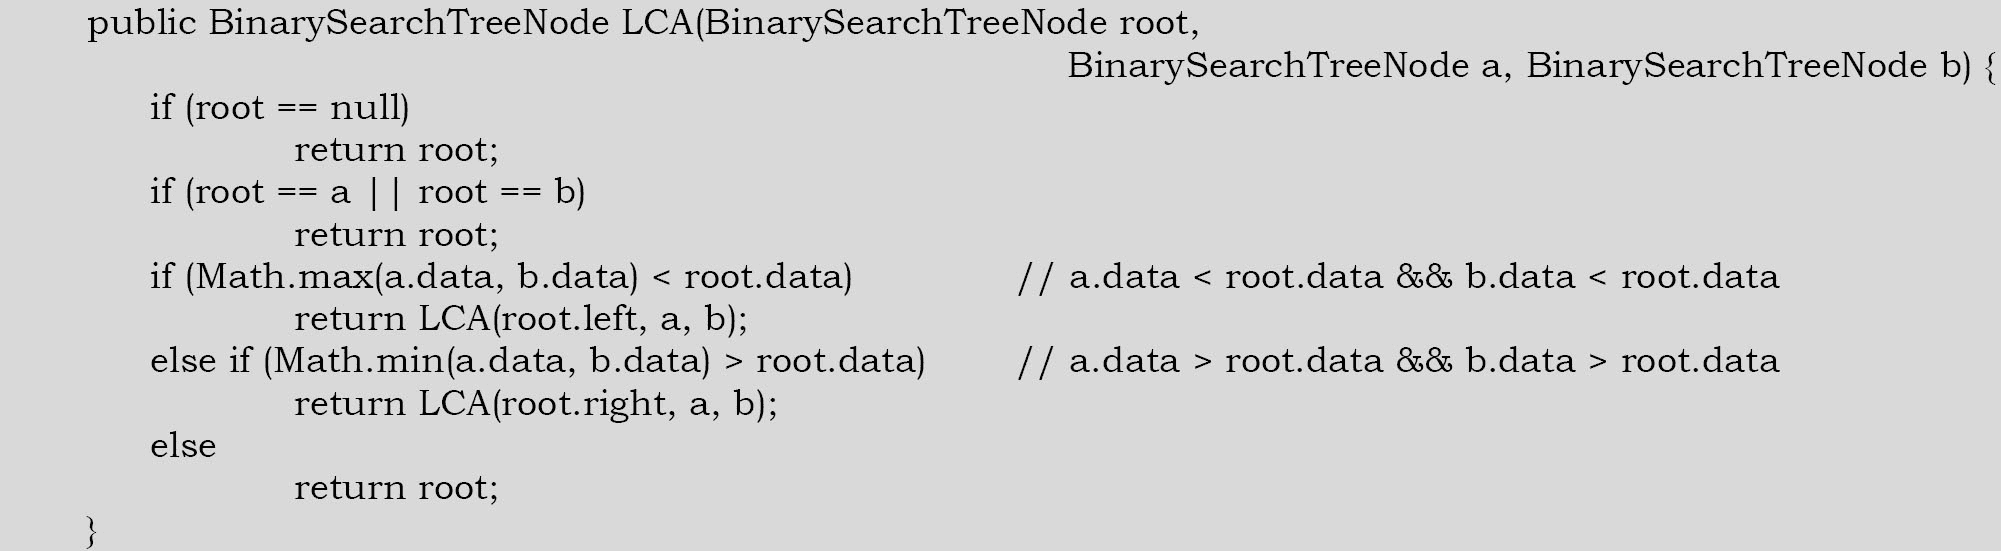 public BinarySearchTreeNode LCA(BinarySearchTreeNode root,
BinarySearchTreeNode a, BinarySearchTreeNode b) {
if (root == null)
return root;
if (root == a || root == b)
return root;
if (Math.max(a.data, b.data) < root.data) // a.data < root.data && b.data < root.data
return LCA(root.left, a, b);
else if (Math.min(a.data, b.data) > root.data) // a.data > root.data && b.data > root.data
return LCA(root.right, a, b);
else
return root;
}